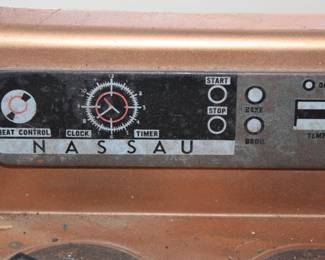 START
STOP
BAKE
BROIL
HEAT CONTROL
CLOCK TIMER
NASSAU